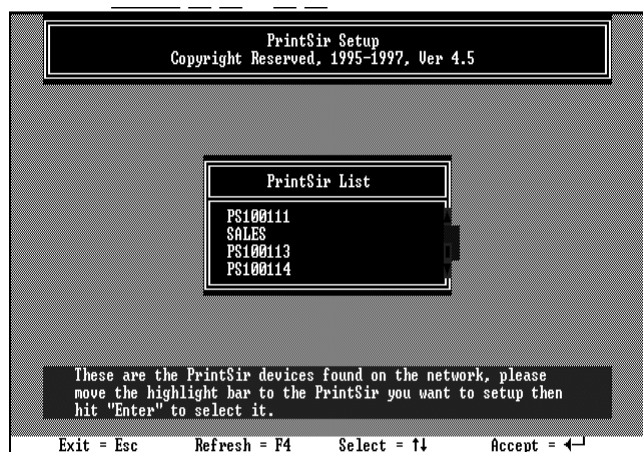 PrintSir Setup
Copyright Reserved, 1995-1997, Ver 4.5
PrintSir List
PS100111
SALES
PS100113
PS100114
These are the PrintSir devices found on the network, please
move the highlight bar to the PrintSir you want to setup then
hit "Enter" to select it.
Exit = Esc Refresh = F4 Select = ↑↓ Accept = ↵